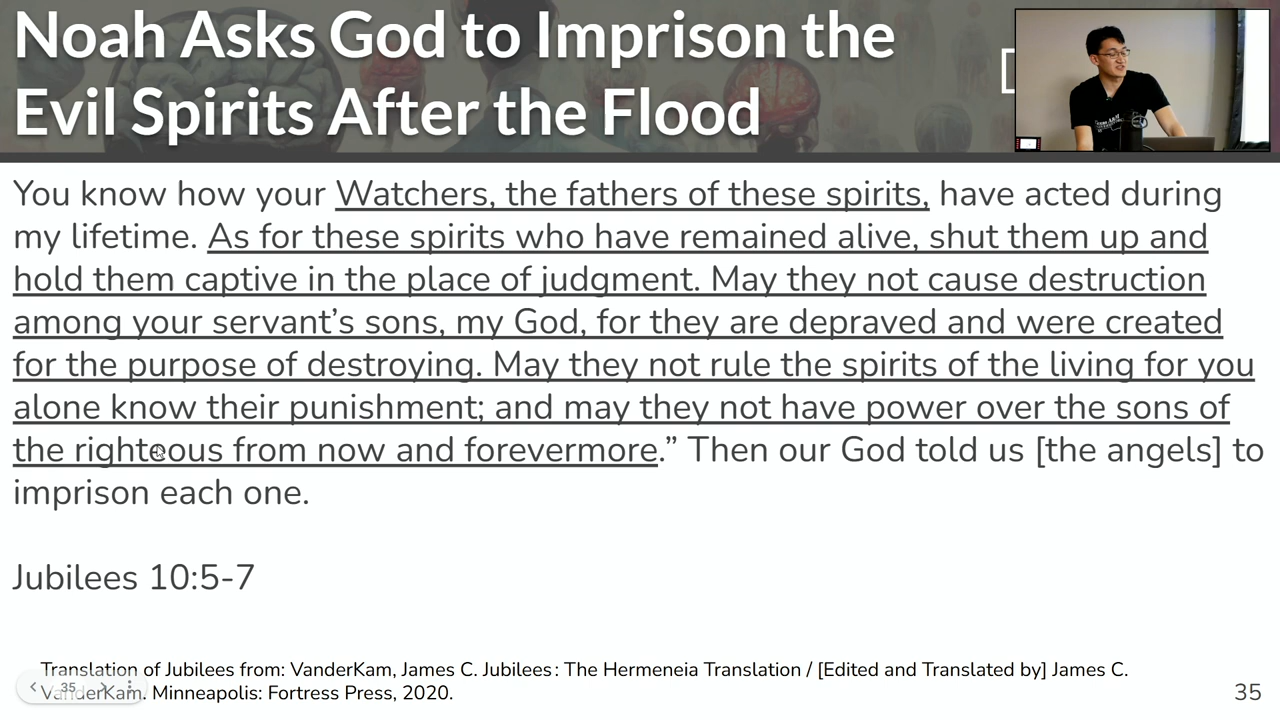 Noah Asks God to Imprison the
Evil Spirits After the Flood
You know how your Watchers, the fathers of these spirits, have acted during
my lifetime. As for these spirits who have remained alive, shut them up and
hold them captive in the place of judgment. May they not cause destruction
among your servant’s sons, my God, for they are depraved and were created
for the purpose of destroying. May they not rule the spirits of the living for you
alone know their punishment; and may they not have power over the sons of
the righteous from now and forevermore.” Then our God told us [the angels] to
imprison each one.
Jubilees 10:5-7
Translation of Jubilees from: VanderKam, James C. Jubilees : The Hermeneia Translation / [Edited and Translated by] James C.
VanderKam. Minneapolis: Fortress Press, 2020.
35
35